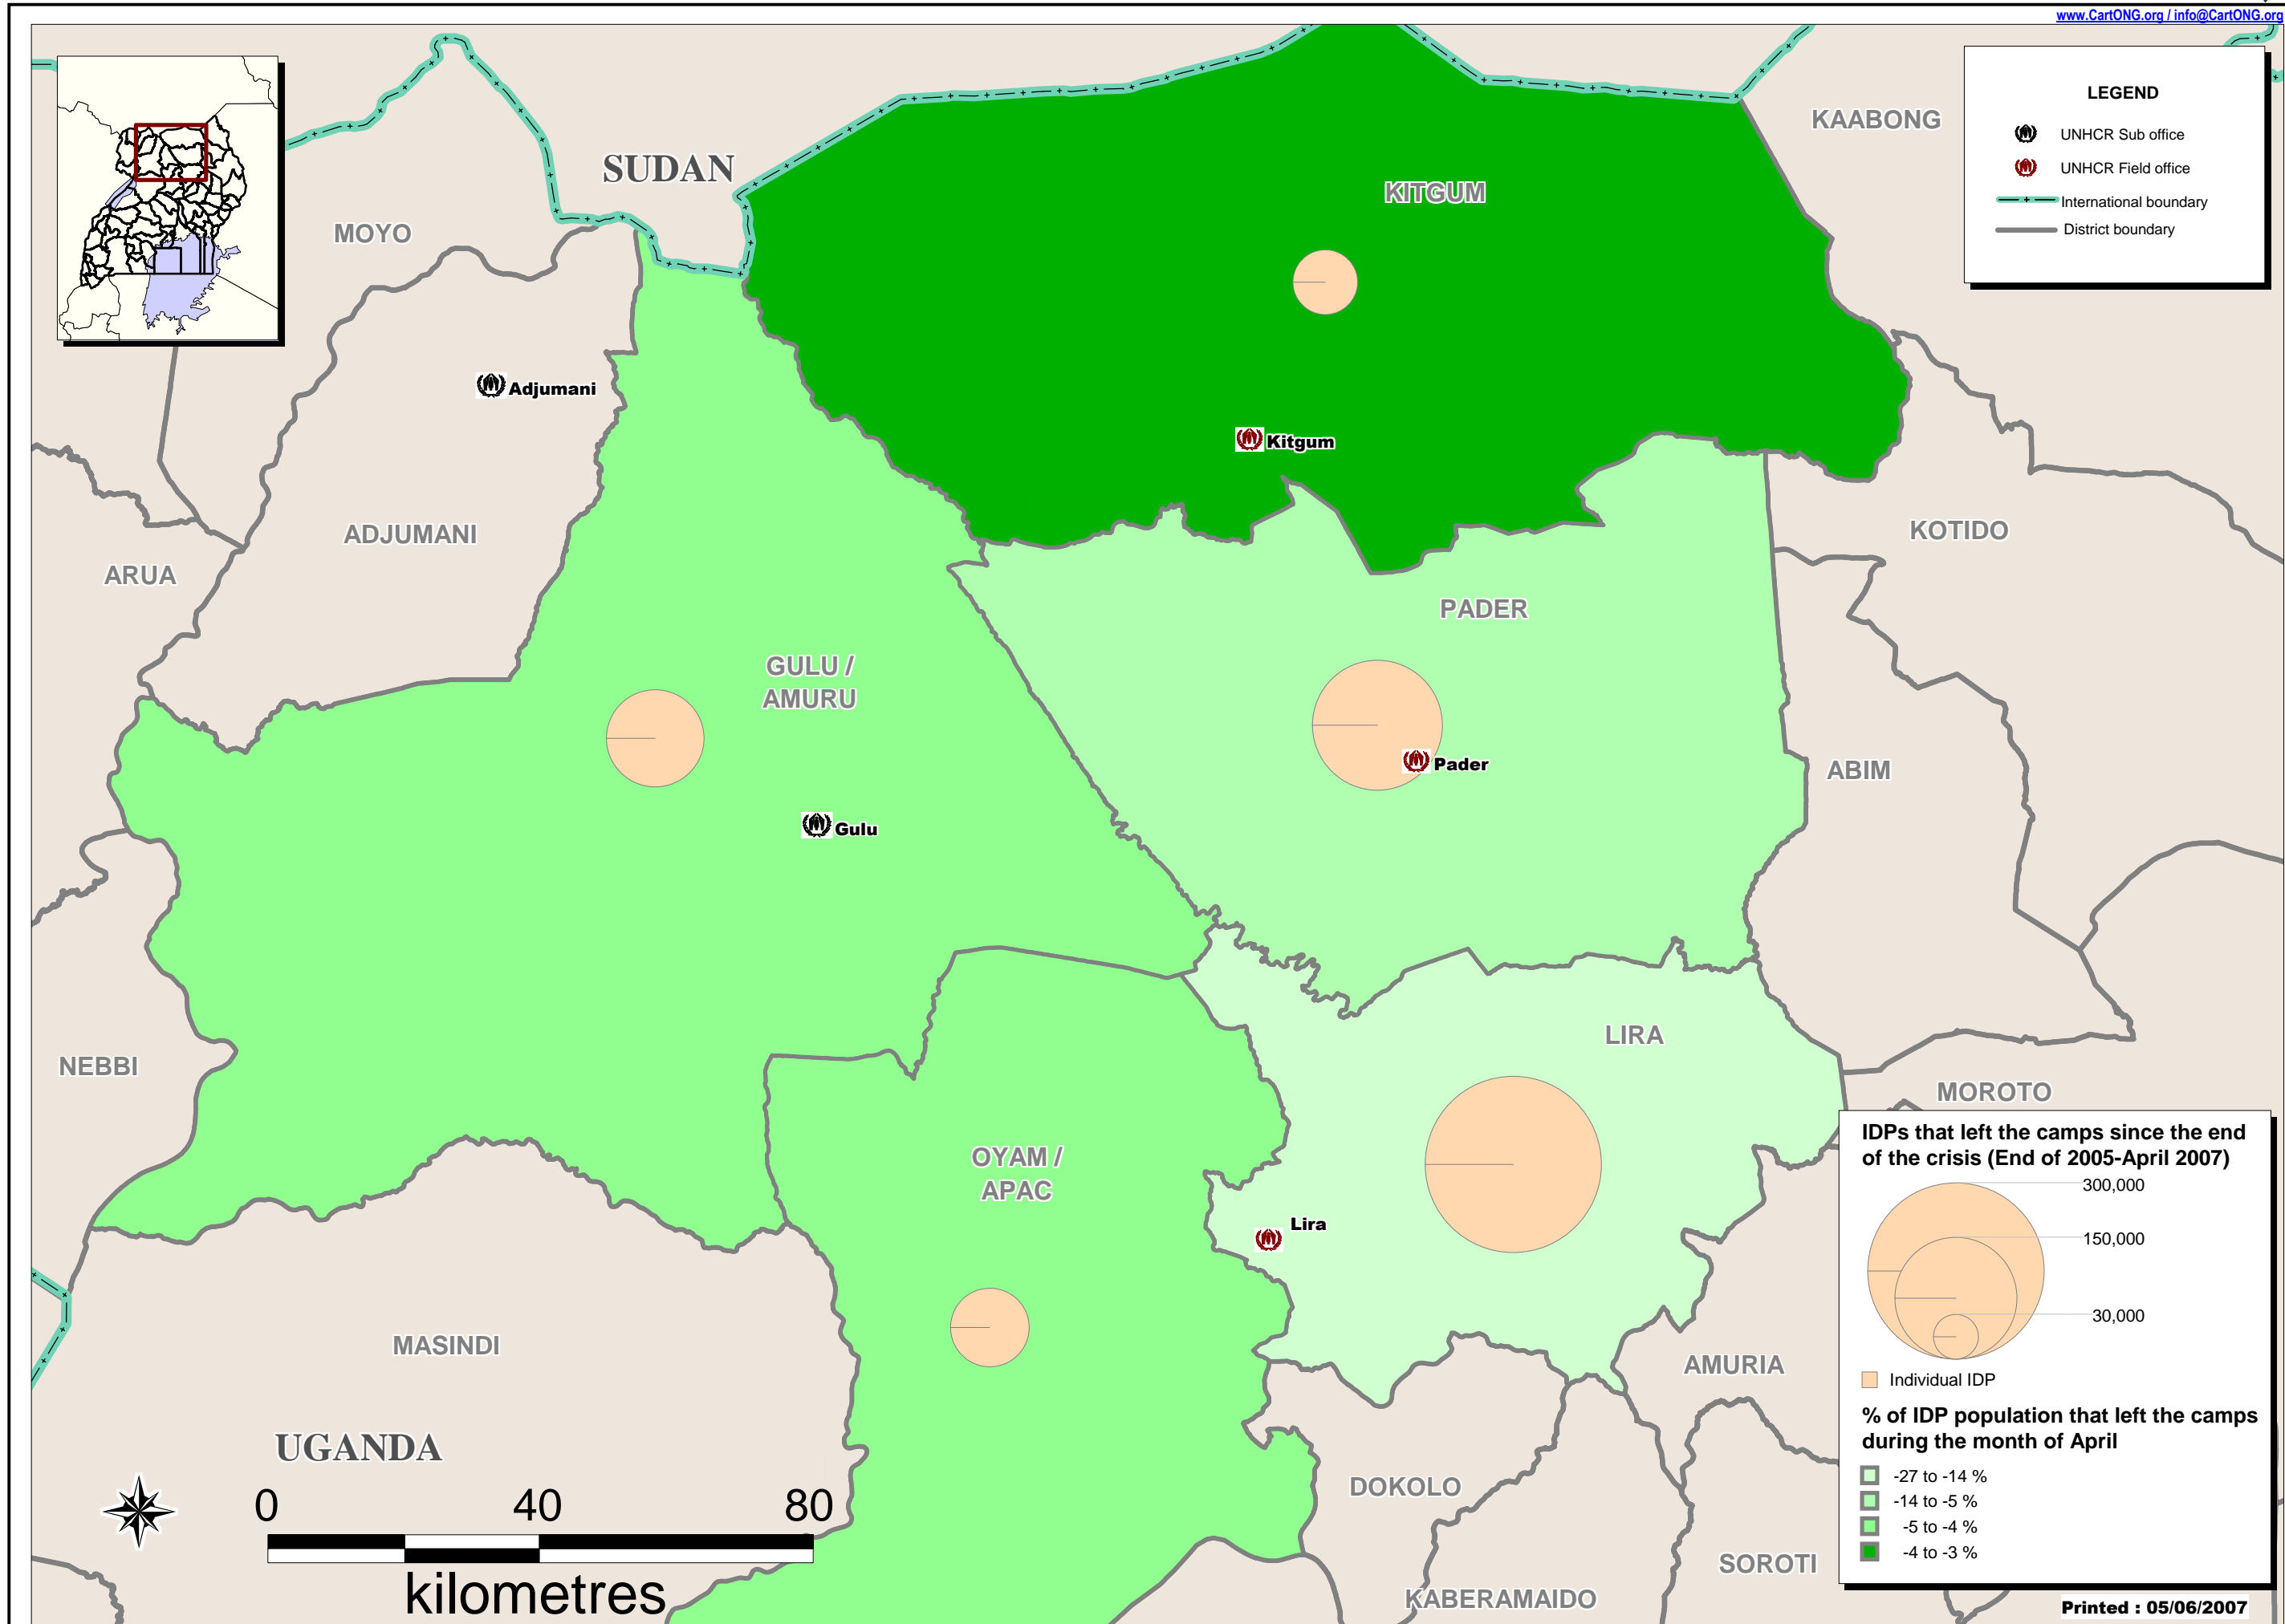 www.CartONG.org / info@CartONG.org
LEGEND
UNHCR Sub office
UNHCR Field office
International boundary
District boundary
KAABONG
SUDAN
KITGUM
MOYO
Adjumani
Kitgum
ADJUMANI
KOTIDO
ARUA
PADER
GULU /
AMURU
Pader
ABIM
Gulu
LIRA
NEBBI
MOROTO
OYAM /
APAC
Lira
MASINDI
AMURIA
UGANDA
DOKOLO
SOROTI
KABERAMAIDO
0 40 80
kilometres
IDPs that left the camps since the end
of the crisis (End of 2005-April 2007)
300,000
150,000
30,000
Individual IDP
% of IDP population that left the camps
during the month of April
-27 to -14 %
-14 to -5 %
-5 to -4 %
-4 to -3 %
Printed : 05/06/2007